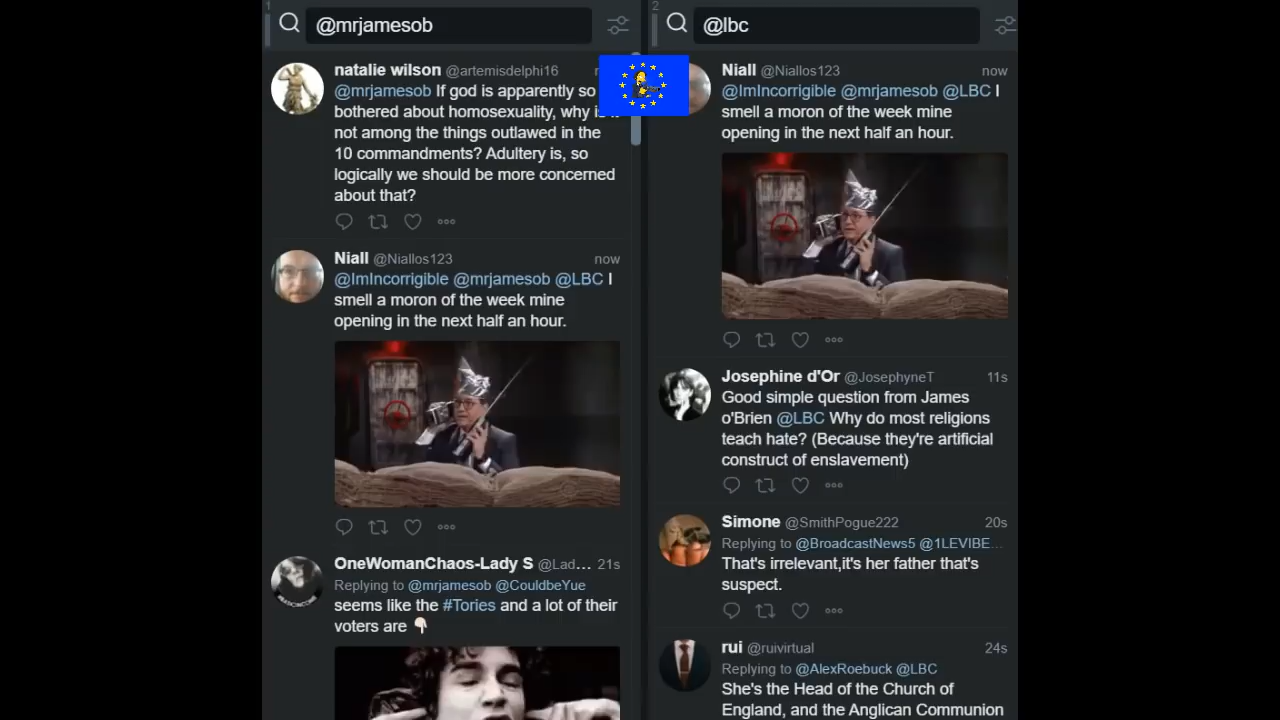 1
@mrjamesob
natalie wilson @artemisdelphi16
@mrjamesob If god is apparently so
bothered about homosexuality, why is
not among the things outlawed in the
10 commandments? Adultery is, so
logically we should be more concerned
about that?
Niall @Niallos123 now
@ImIncorrigible @mrjamesob @LBC I
smell a moron of the week mine
opening in the next half an hour.
OneWomanChaos-Lady S @Lad... 21s
Replying to @mrjamesob @CouldbeYue
seems like the #Tories and a lot of their
voters are 👇
2
@lbc
Niall @Niallos123 now
@ImIncorrigible @mrjamesob @LBC I
smell a moron of the week mine
opening in the next half an hour.
Josephine d'Or @JosephyneT 11s
Good simple question from James
o'Brien @LBC Why do most religions
teach hate? (Because they're artificial
construct of enslavement)
Simone @SmithPogue222 20s
Replying to @BroadcastNews5 @1LEVIBE...
That's irrelevant,it's her father that's
suspect.
rui @ruivirtual 24s
Replying to @AlexRoebuck @LBC
She's the Head of the Church of
England, and the Anglican Communion